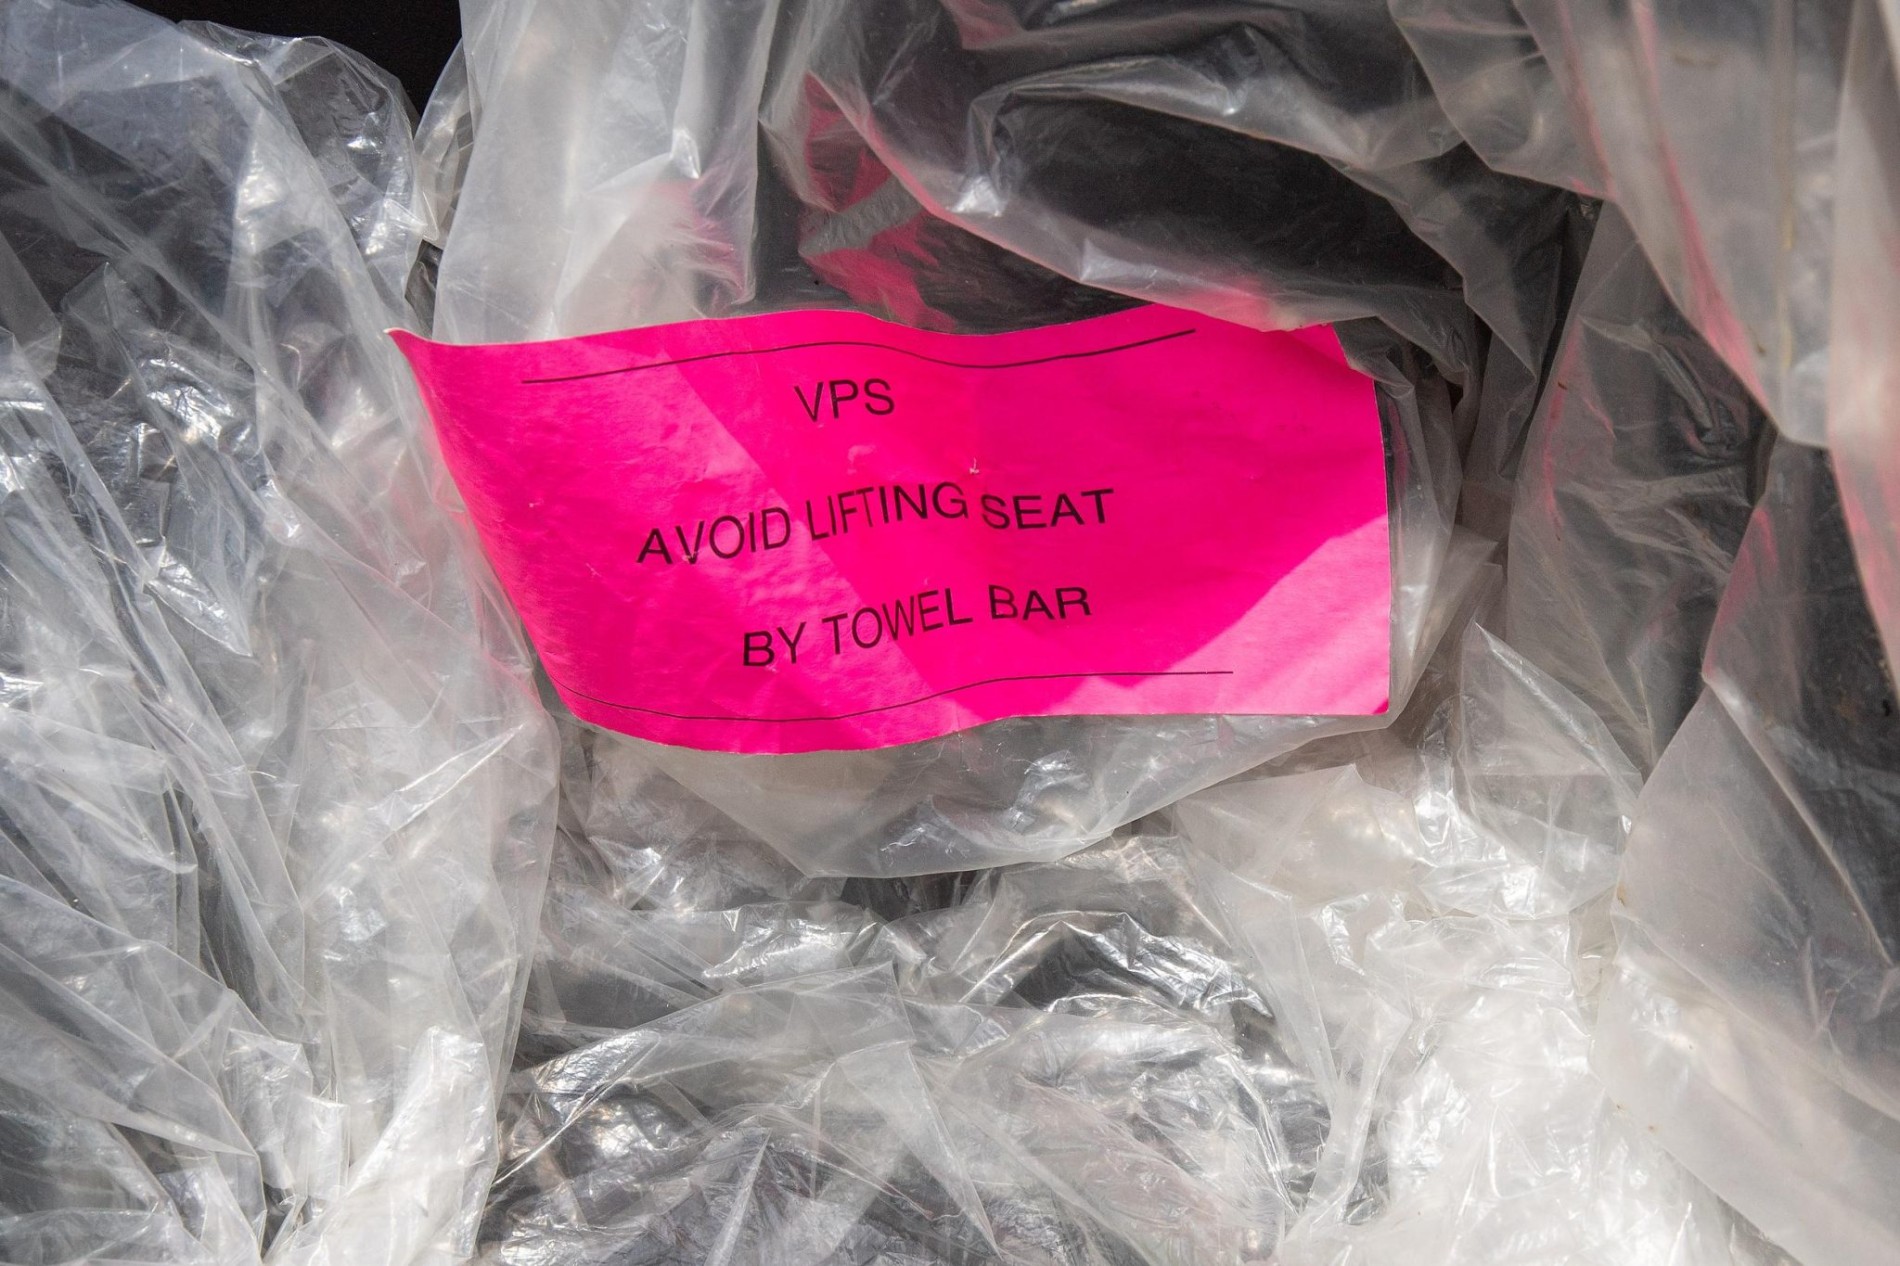 VPS
AVOID LIFTING SEAT
BY TOWEL BAR